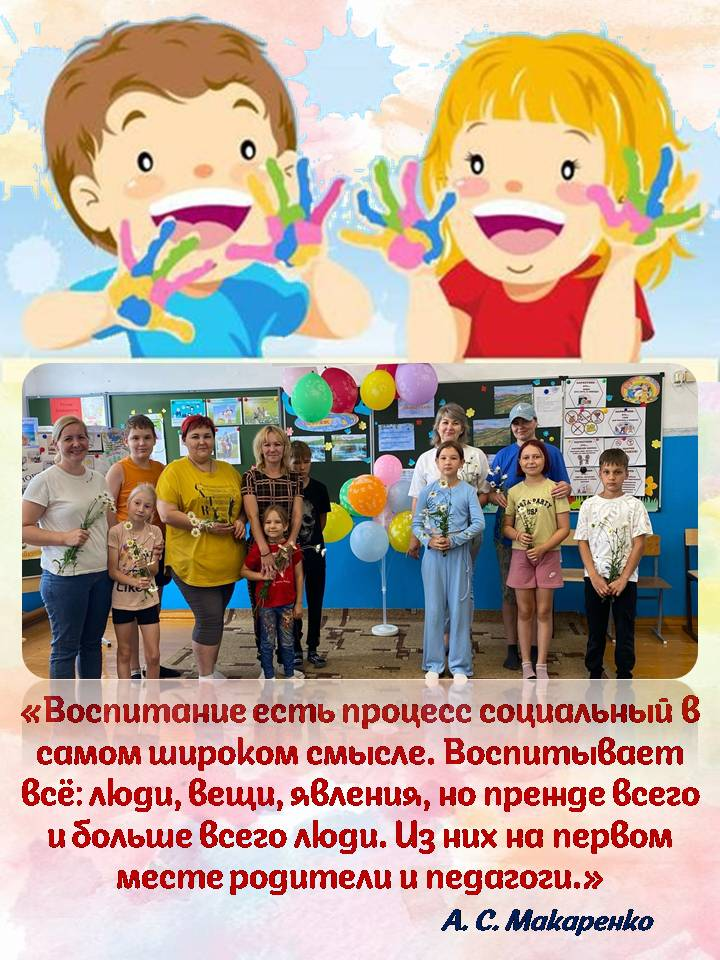 «Воспитание есть процесс социальный в
самом широком смысле. Воспитывает
всё: люди, вещи, явления, но прежде всего
и больше всего люди. Из них на первом
месте родители и педагоги.»
А. С. Макаренко